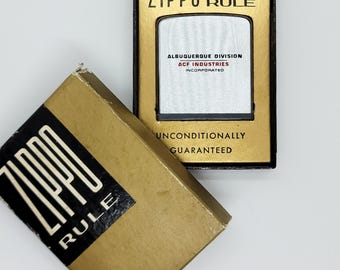 ZIPPO RULE
ALBUQUERQUE DIVISION
ACF INDUSTRIES
INCORPORATED
UNCONDITIONALLY
GUARANTEED
ZIPPO
RULE